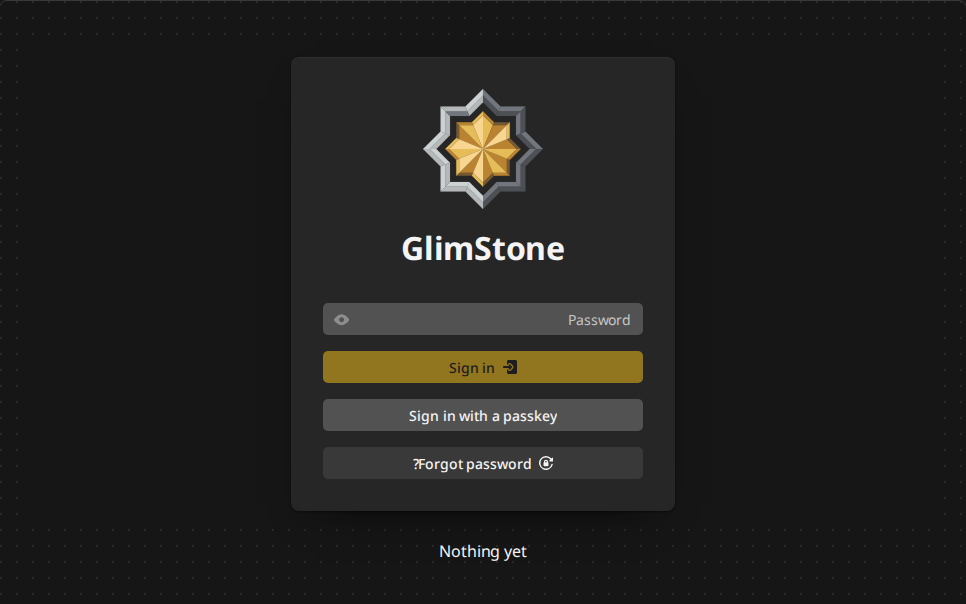 GlimStone
Password
Sign in
Sign in with a passkey
?Forgot password
Nothing yet